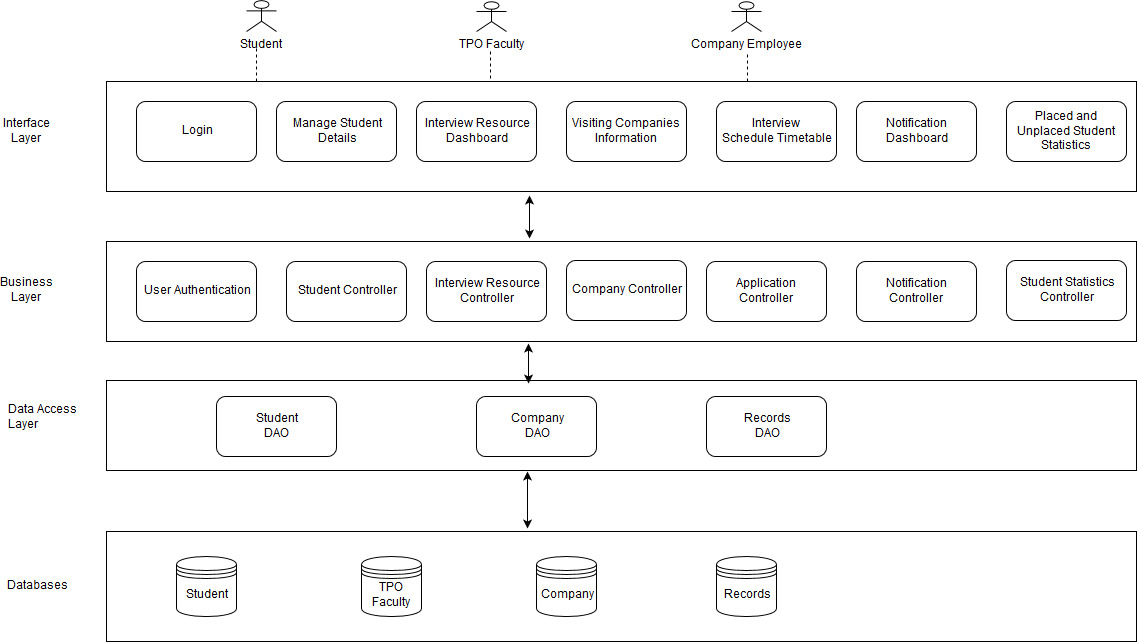 Student
TPO Faculty
Company Employee
Interface
Layer
Login
Manage Student
Details
Interview Resource
Dashboard
Visiting Companies
Information
Interview
Schedule Timetable
Notification
Dashboard
Placed and
Unplaced Student
Statistics
Business
Layer
User Authentication
Student Controller
Interview Resource
Controller
Company Controller
Application
Controller
Notification
Controller
Student Statistics
Controller
Data Access
Layer
Student
DAO
Company
DAO
Records
DAO
Databases
Student
TPO
Faculty
Company
Records